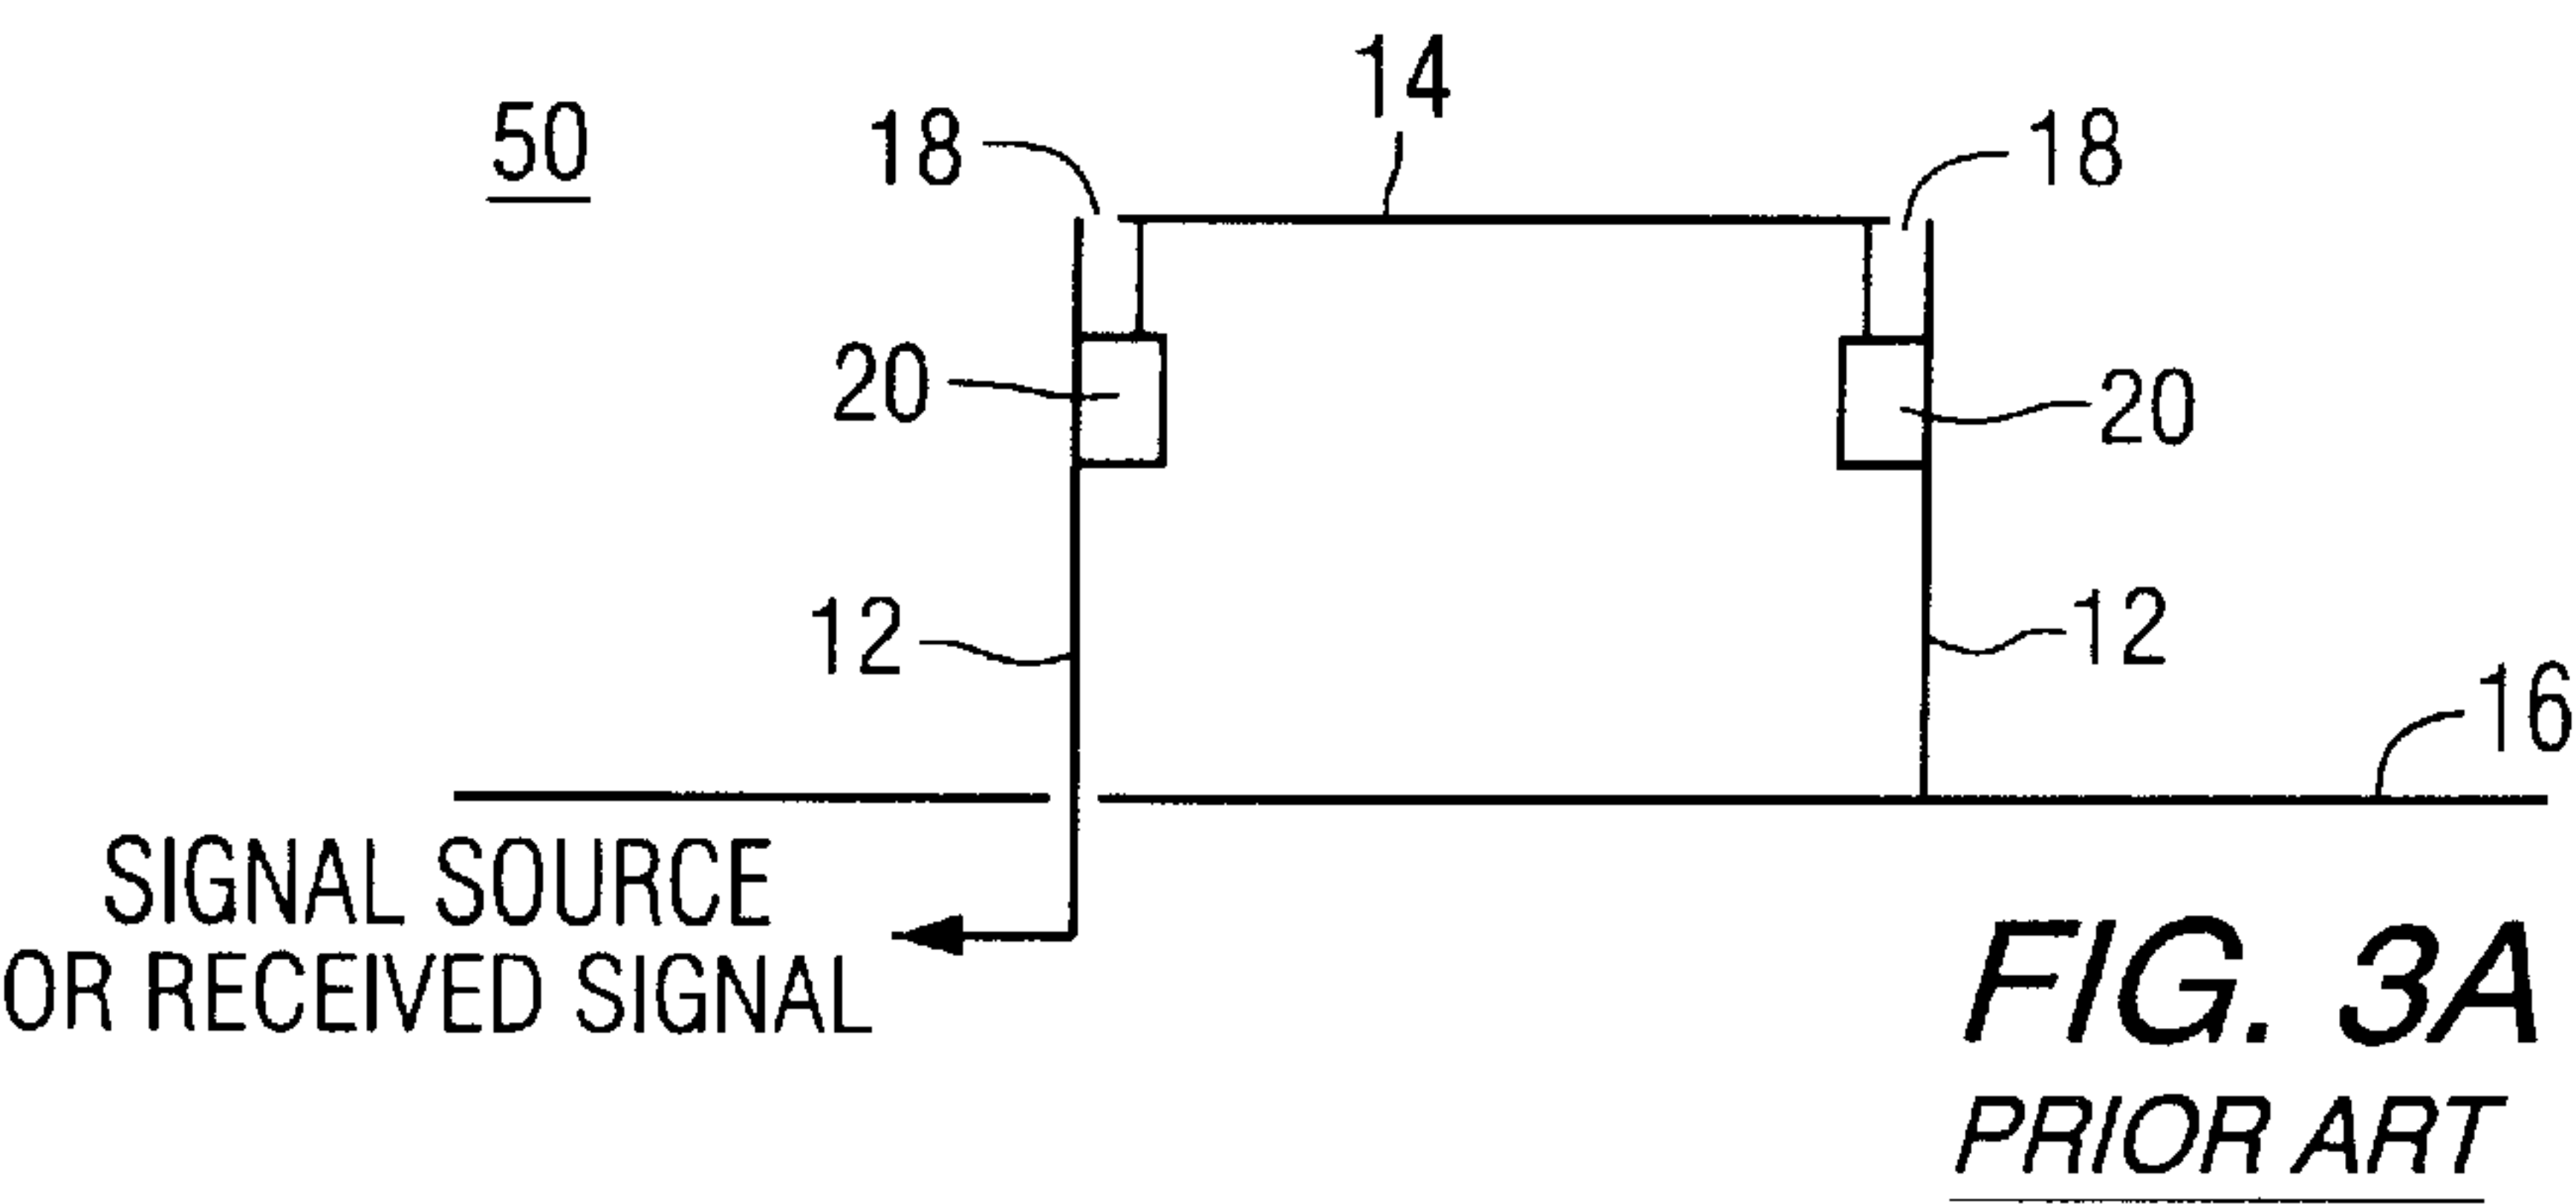 14
50
18
18
20
20
12
12
16
SIGNAL SOURCE
OR RECEIVED SIGNAL
FIG. 3A
PRIOR ART